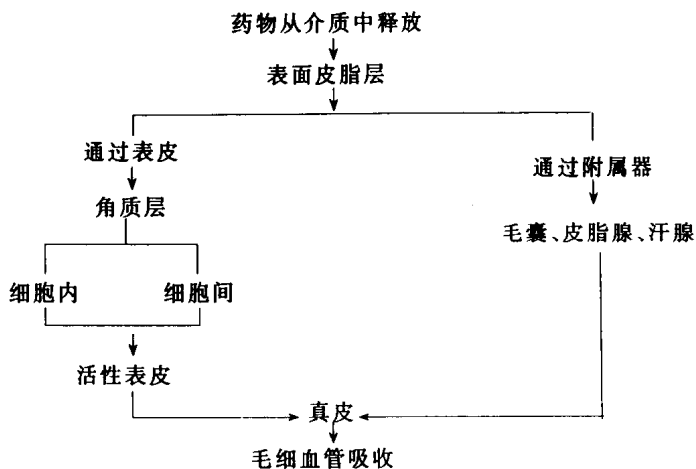 药物从介质中释放
表面皮脂层
通过表皮
通过附属器
角质层
毛囊、皮脂腺、汗腺
细胞内
细胞间
活性表皮
真皮
毛细血管吸收